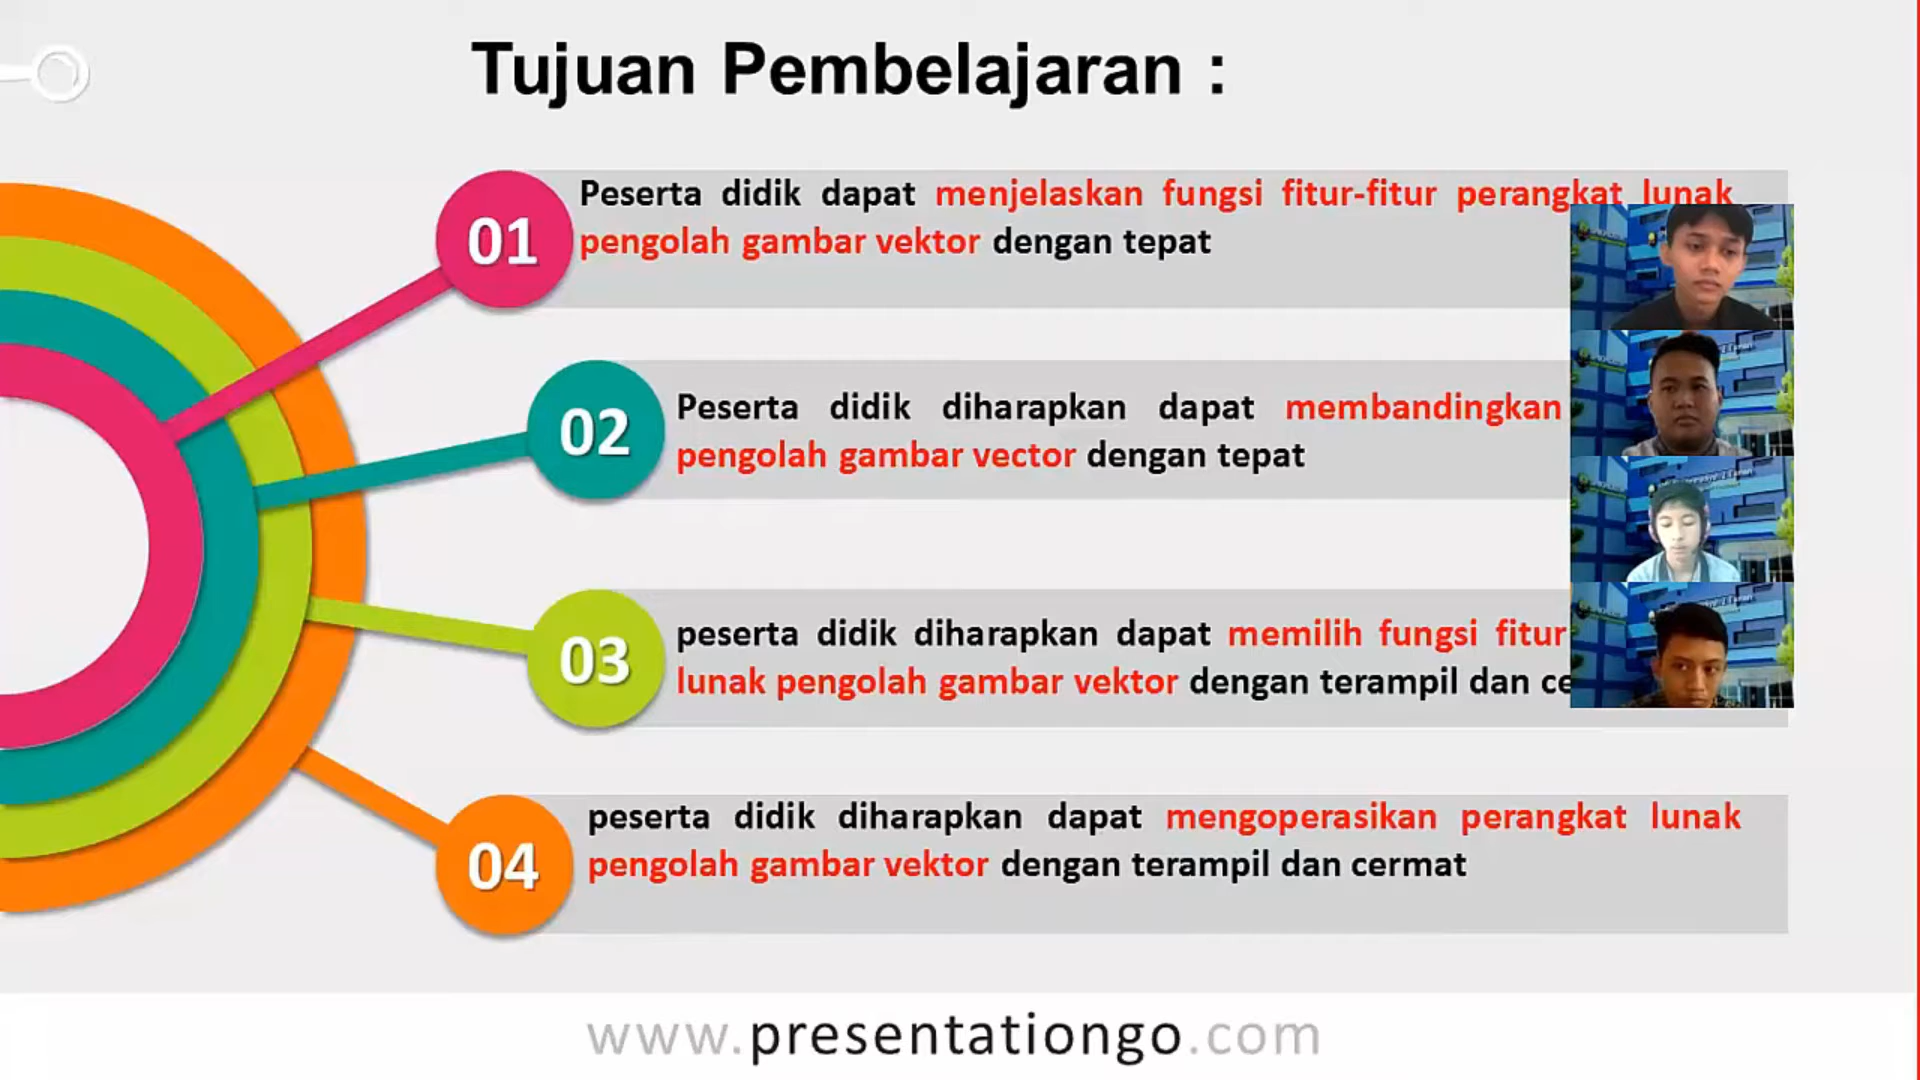 Tujuan Pembelajaran :
01
Peserta didik dapat menjelaskan fungsi fitur-fitur perangkat lunak
pengolah gambar vektor dengan tepat
02
Peserta didik diharapkan dapat membandingkan
pengolah gambar vector dengan tepat
03
peserta didik diharapkan dapat memilih fungsi fitur
lunak pengolah gambar vektor dengan terampil dan
04
peserta didik diharapkan dapat mengoperasikan perangkat lunak
pengolah gambar vektor dengan terampil dan cermat
www.presentationgo.com